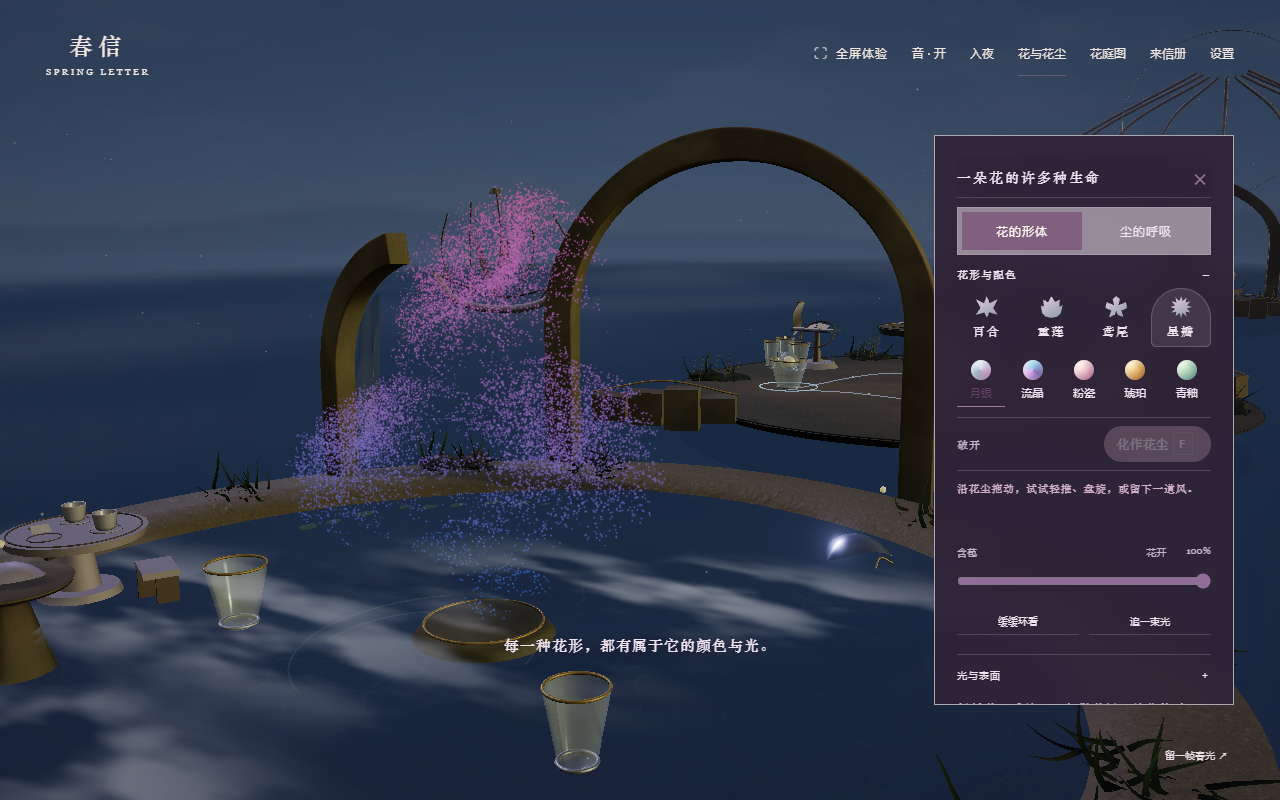 春信
SPRING LETTER
全屏体验
音·开
入夜
花与花尘
花庭图
来信册
设置
一朵花的许多种生命
花的形体
尘的呼吸
花形与配色
百合
重莲
鸢尾
星瓣
月银
流晶
粉瓷
琥珀
青釉
破开
化作花尘 F
沿花尘拖动，试试轻推、盘旋，或留下一道风。
含苞
花开
100%
缓缓环看
追一束光
光与表面
每一种花形，都有属于它的颜色与光。
留一帧春光 ↗